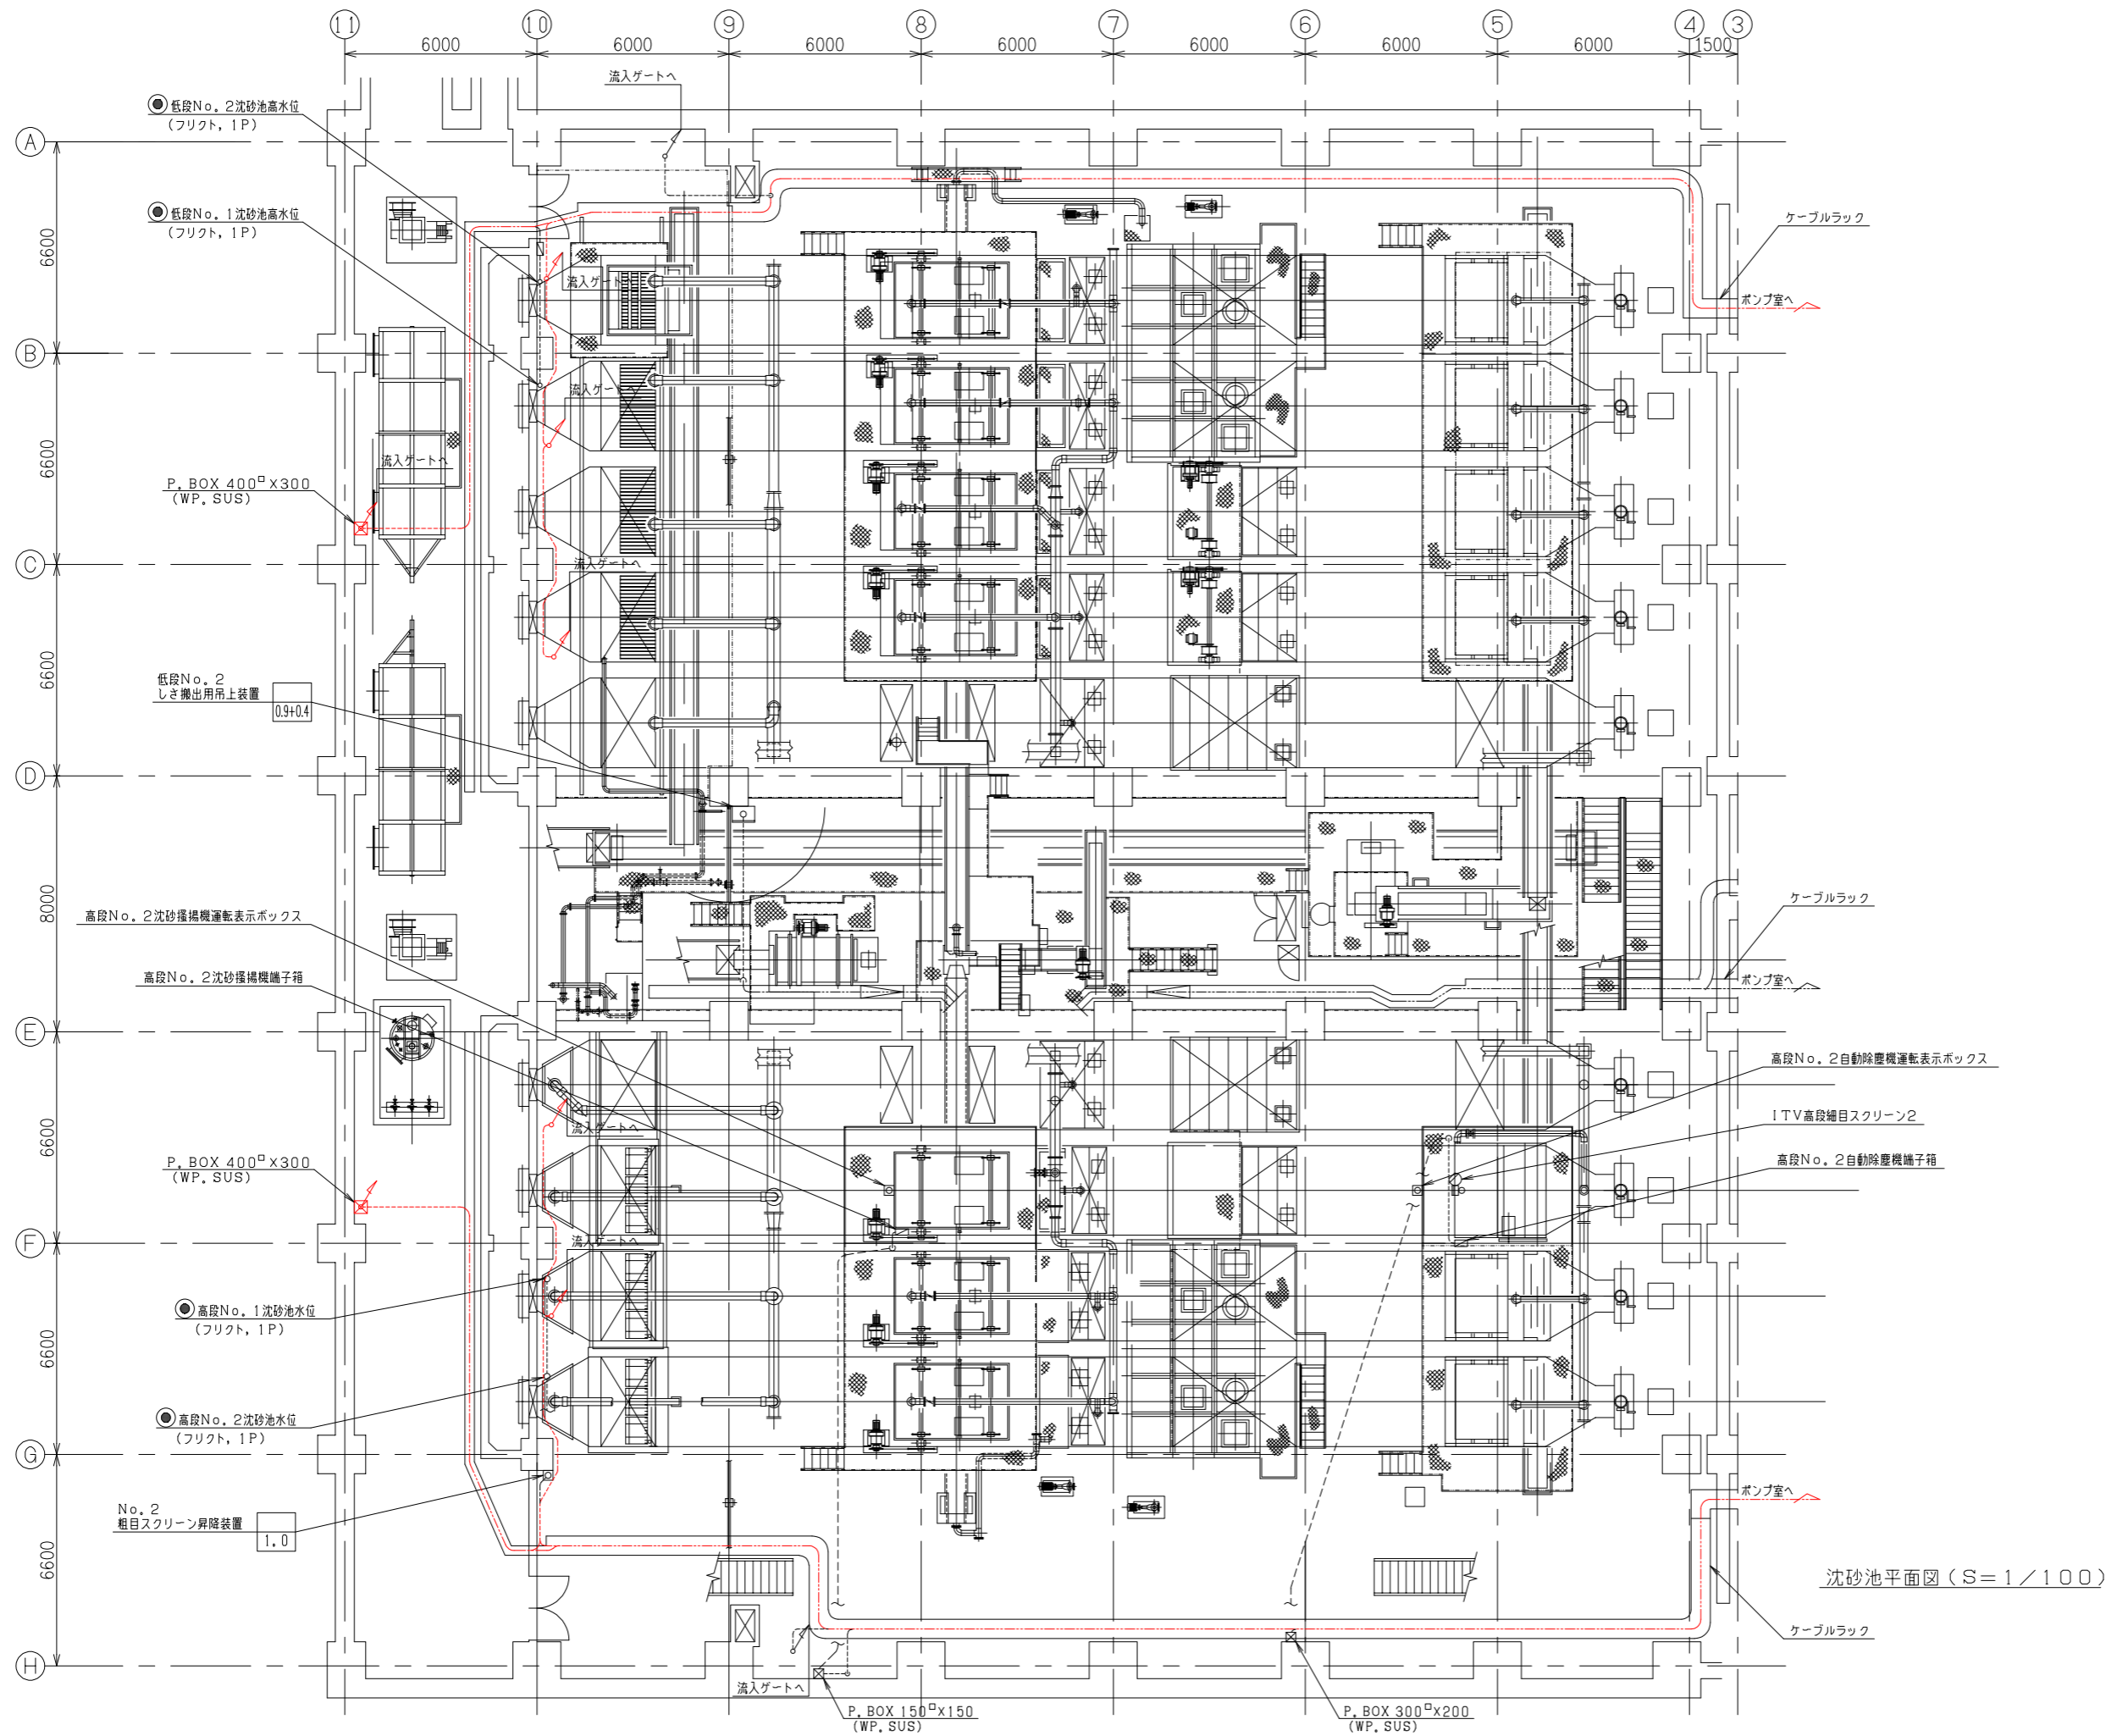 11 10 9 8 7 6 5 4 3
6000 6000 6000 6000 6000 6000 6000 1500
流入ゲートへ
低段No.2沈砂池高水位
(フリクト,1P)
A
低段No.1沈砂池高水位
(フリクト,1P)
ケーブルラック
6600
流入ゲートへ
ポンプ室へ
B
流入ゲートへ
6600
流入ゲートへ
P.BOX 400□X300
(WP.SUS)
C
流入ゲートへ
6600
低段No.2
しさ搬出用吊上装置
0.9+0.4
D
8000
ケーブルラック
高段No.2沈砂掻揚機運転表示ボックス
高段No.2沈砂掻揚機端子箱
ポンプ室へ
E
高段No.2自動除塵機運転表示ボックス
ITV高段細目スクリーン2
6600
流入ゲートへ
高段No.2自動除塵機端子箱
P.BOX 400□X300
(WP.SUS)
F
流入ゲートへ
高段No.1沈砂池水位
(フリクト,1P)
6600
高段No.2沈砂池水位
(フリクト,1P)
G
ポンプ室へ
No.2
粗目スクリーン昇降装置
1.0
6600
沈砂池平面図(S=1/100)
ケーブルラック
H
流入ゲートへ
P.BOX 150□X150
(WP.SUS)
P.BOX 300□X200
(WP.SUS)